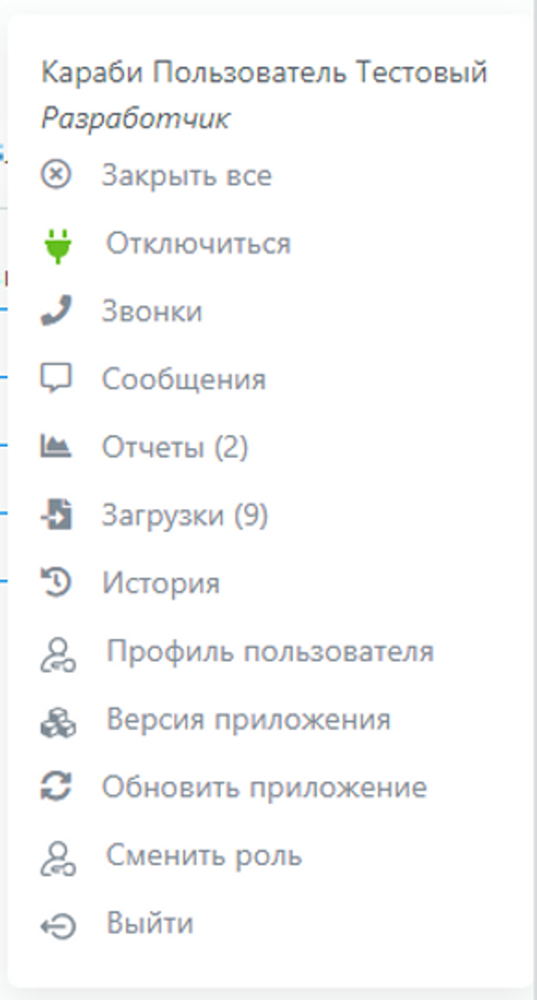 Караби Пользователь Тестовый
Разработчик
Закрыть все
Отключиться
Звонки
Сообщения
Отчеты (2)
Загрузки (9)
История
Профиль пользователя
Версия приложения
Обновить приложение
Сменить роль
Выйти